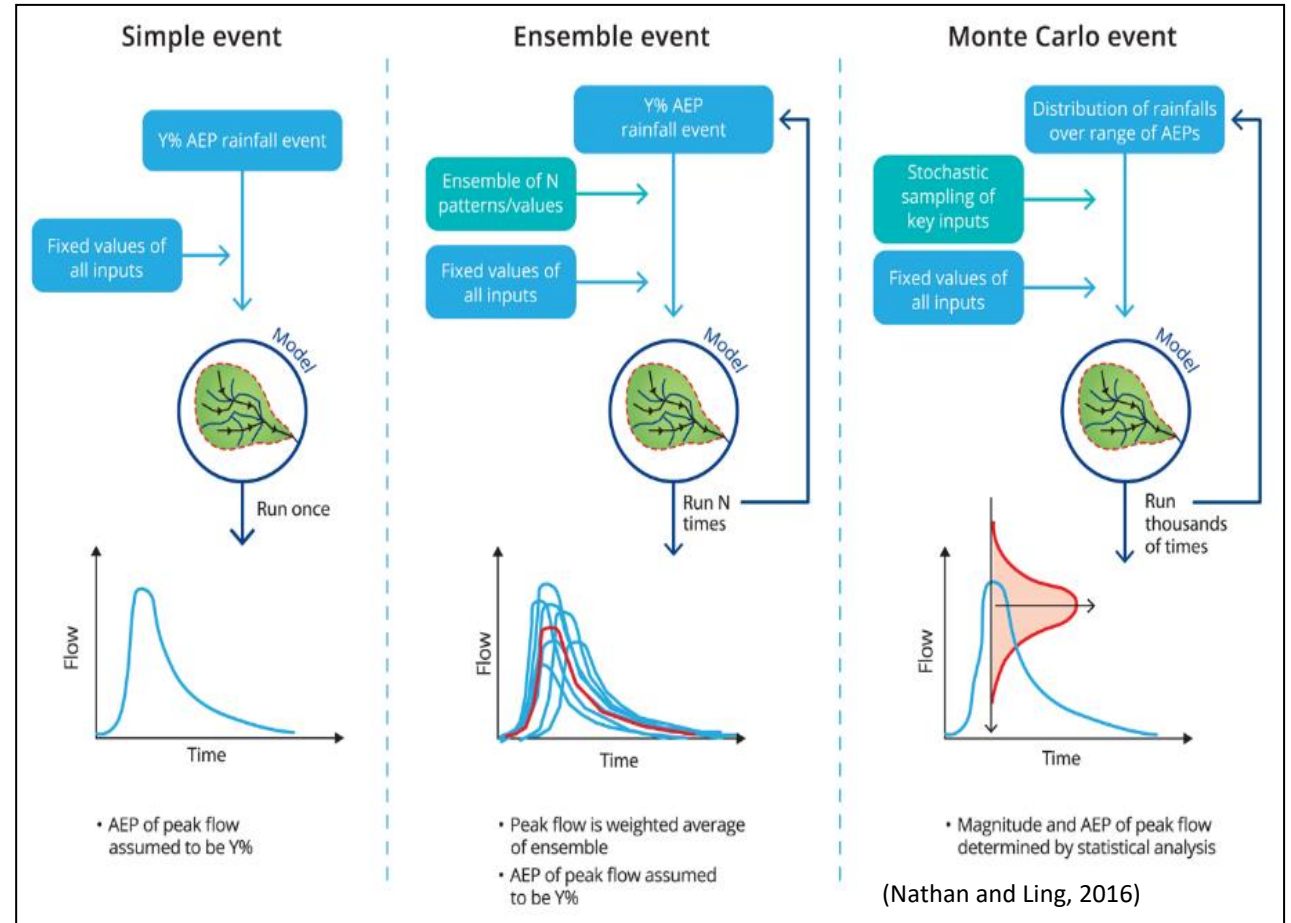 Simple event
Y% AEP rainfall event
Fixed values of
all inputs
Model
Run once
Flow
Time
• AEP of peak flow
assumed to be Y%
Ensemble event
Y% AEP
rainfall event
Ensemble of N
patterns/values
Fixed values of
all inputs
Model
Run N
times
Flow
Time
• Peak flow is weighted average
of ensemble
• AEP of peak flow assumed
to be Y%
Monte Carlo event
Distribution of rainfalls
over range of AEPs
Stochastic
sampling of
key inputs
Fixed values of
all inputs
Model
Run
thousands
of times
Flow
Time
• Magnitude and AEP of peak flow
determined by statistical analysis
(Nathan and Ling, 2016)